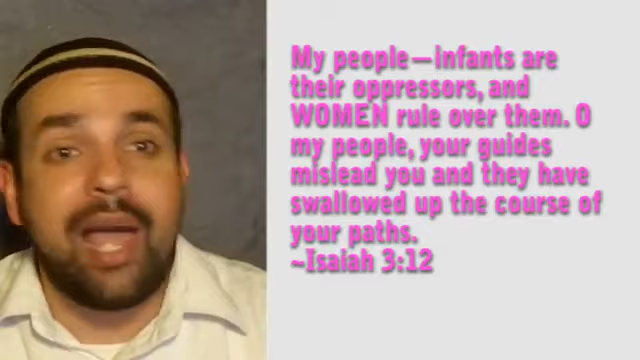 My people—infants are
their oppressors, and
WOMEN rule over them. O
my people, your guides
mislead you and they have
swallowed up the course of
your paths.
~Isaiah 3:12